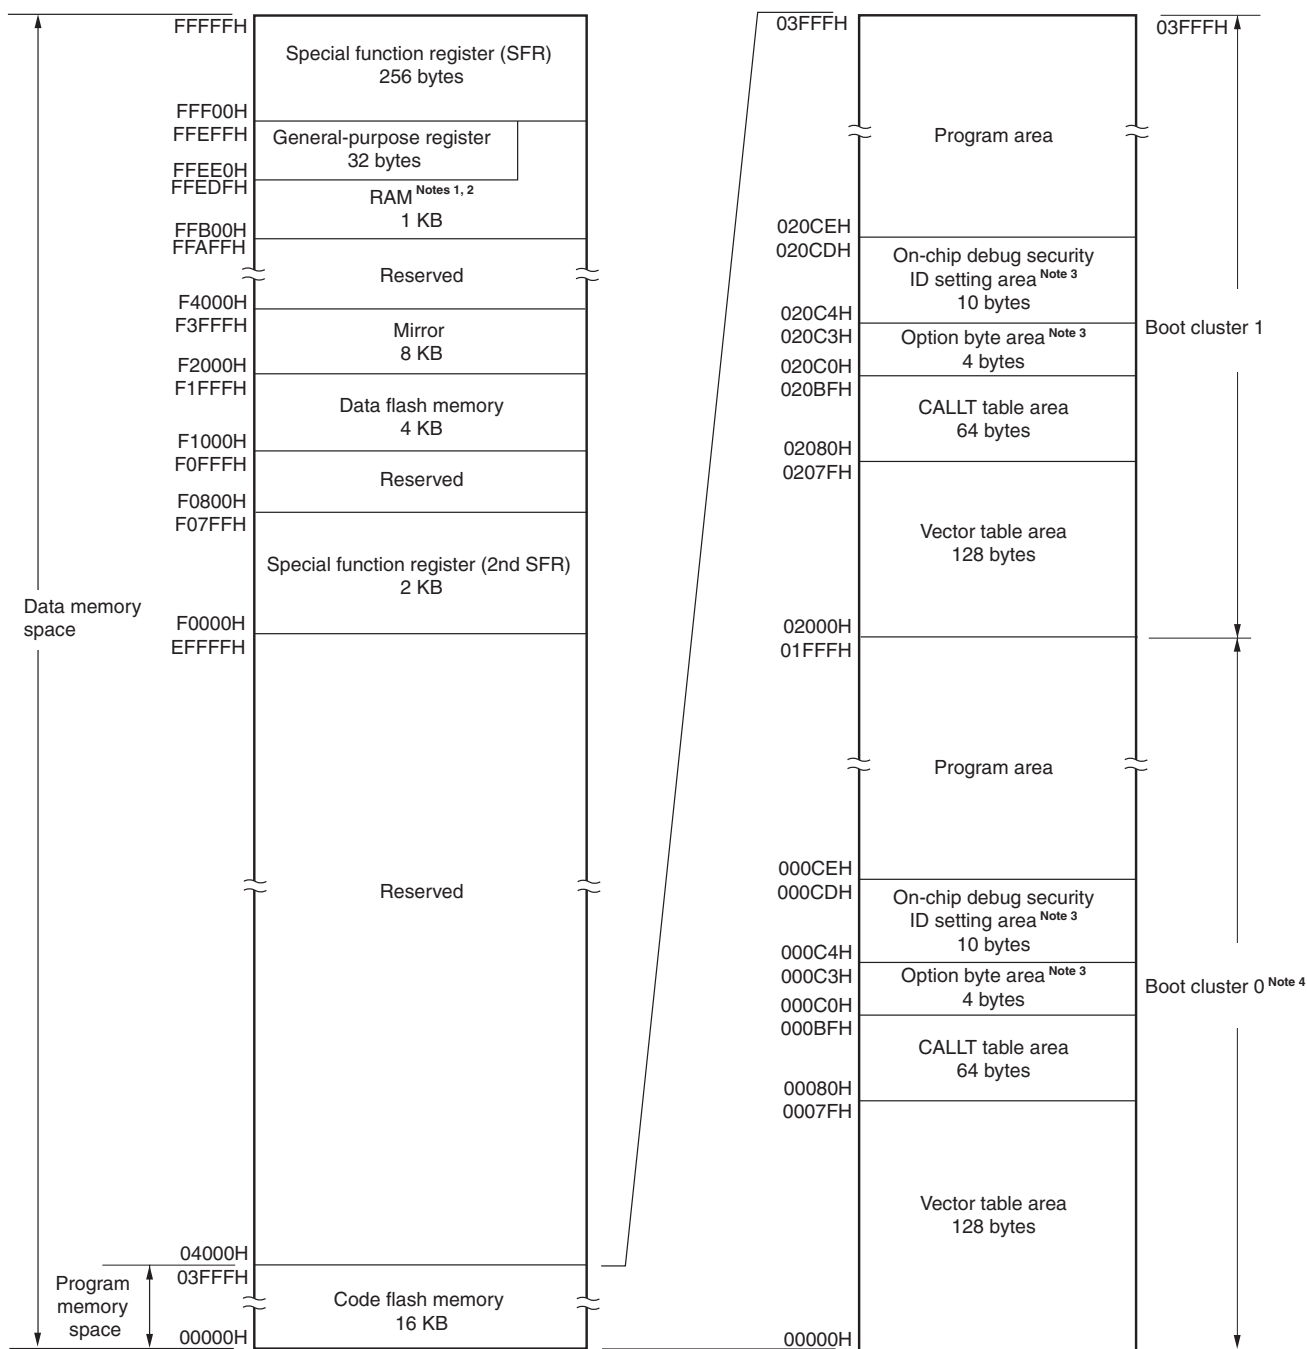 FFFFFH
Special function register (SFR)
256 bytes
FFF00H
FFEFFH
General-purpose register
32 bytes
FFEE0H
FFEDFH
RAM Notes 1, 2
1 KB
FFB00H
FFAFFH
Reserved
F4000H
F3FFFH
Mirror
8 KB
F2000H
F1FFFH
Data flash memory
4 KB
F1000H
F0FFFH
Reserved
F0800H
F07FFH
Special function register (2nd SFR)
2 KB
F0000H
EFFFFH
Data memory
space
Reserved
04000H
03FFFH
Program
memory
space
Code flash memory
16 KB
00000H
03FFFH
03FFFH
Program area
020CEH
020CDH
On-chip debug security
ID setting area Note 3
10 bytes
020C4H
020C3H
Option byte area Note 3
4 bytes
020C0H
020BFH
Boot cluster 1
CALLT table area
64 bytes
02080H
0207FH
Vector table area
128 bytes
02000H
01FFFH
Program area
000CEH
000CDH
On-chip debug security
ID setting area Note 3
10 bytes
000C4H
000C3H
Option byte area Note 3
4 bytes
000C0H
000BFH
Boot cluster 0 Note 4
CALLT table area
64 bytes
00080H
0007FH
Vector table area
128 bytes
00000H